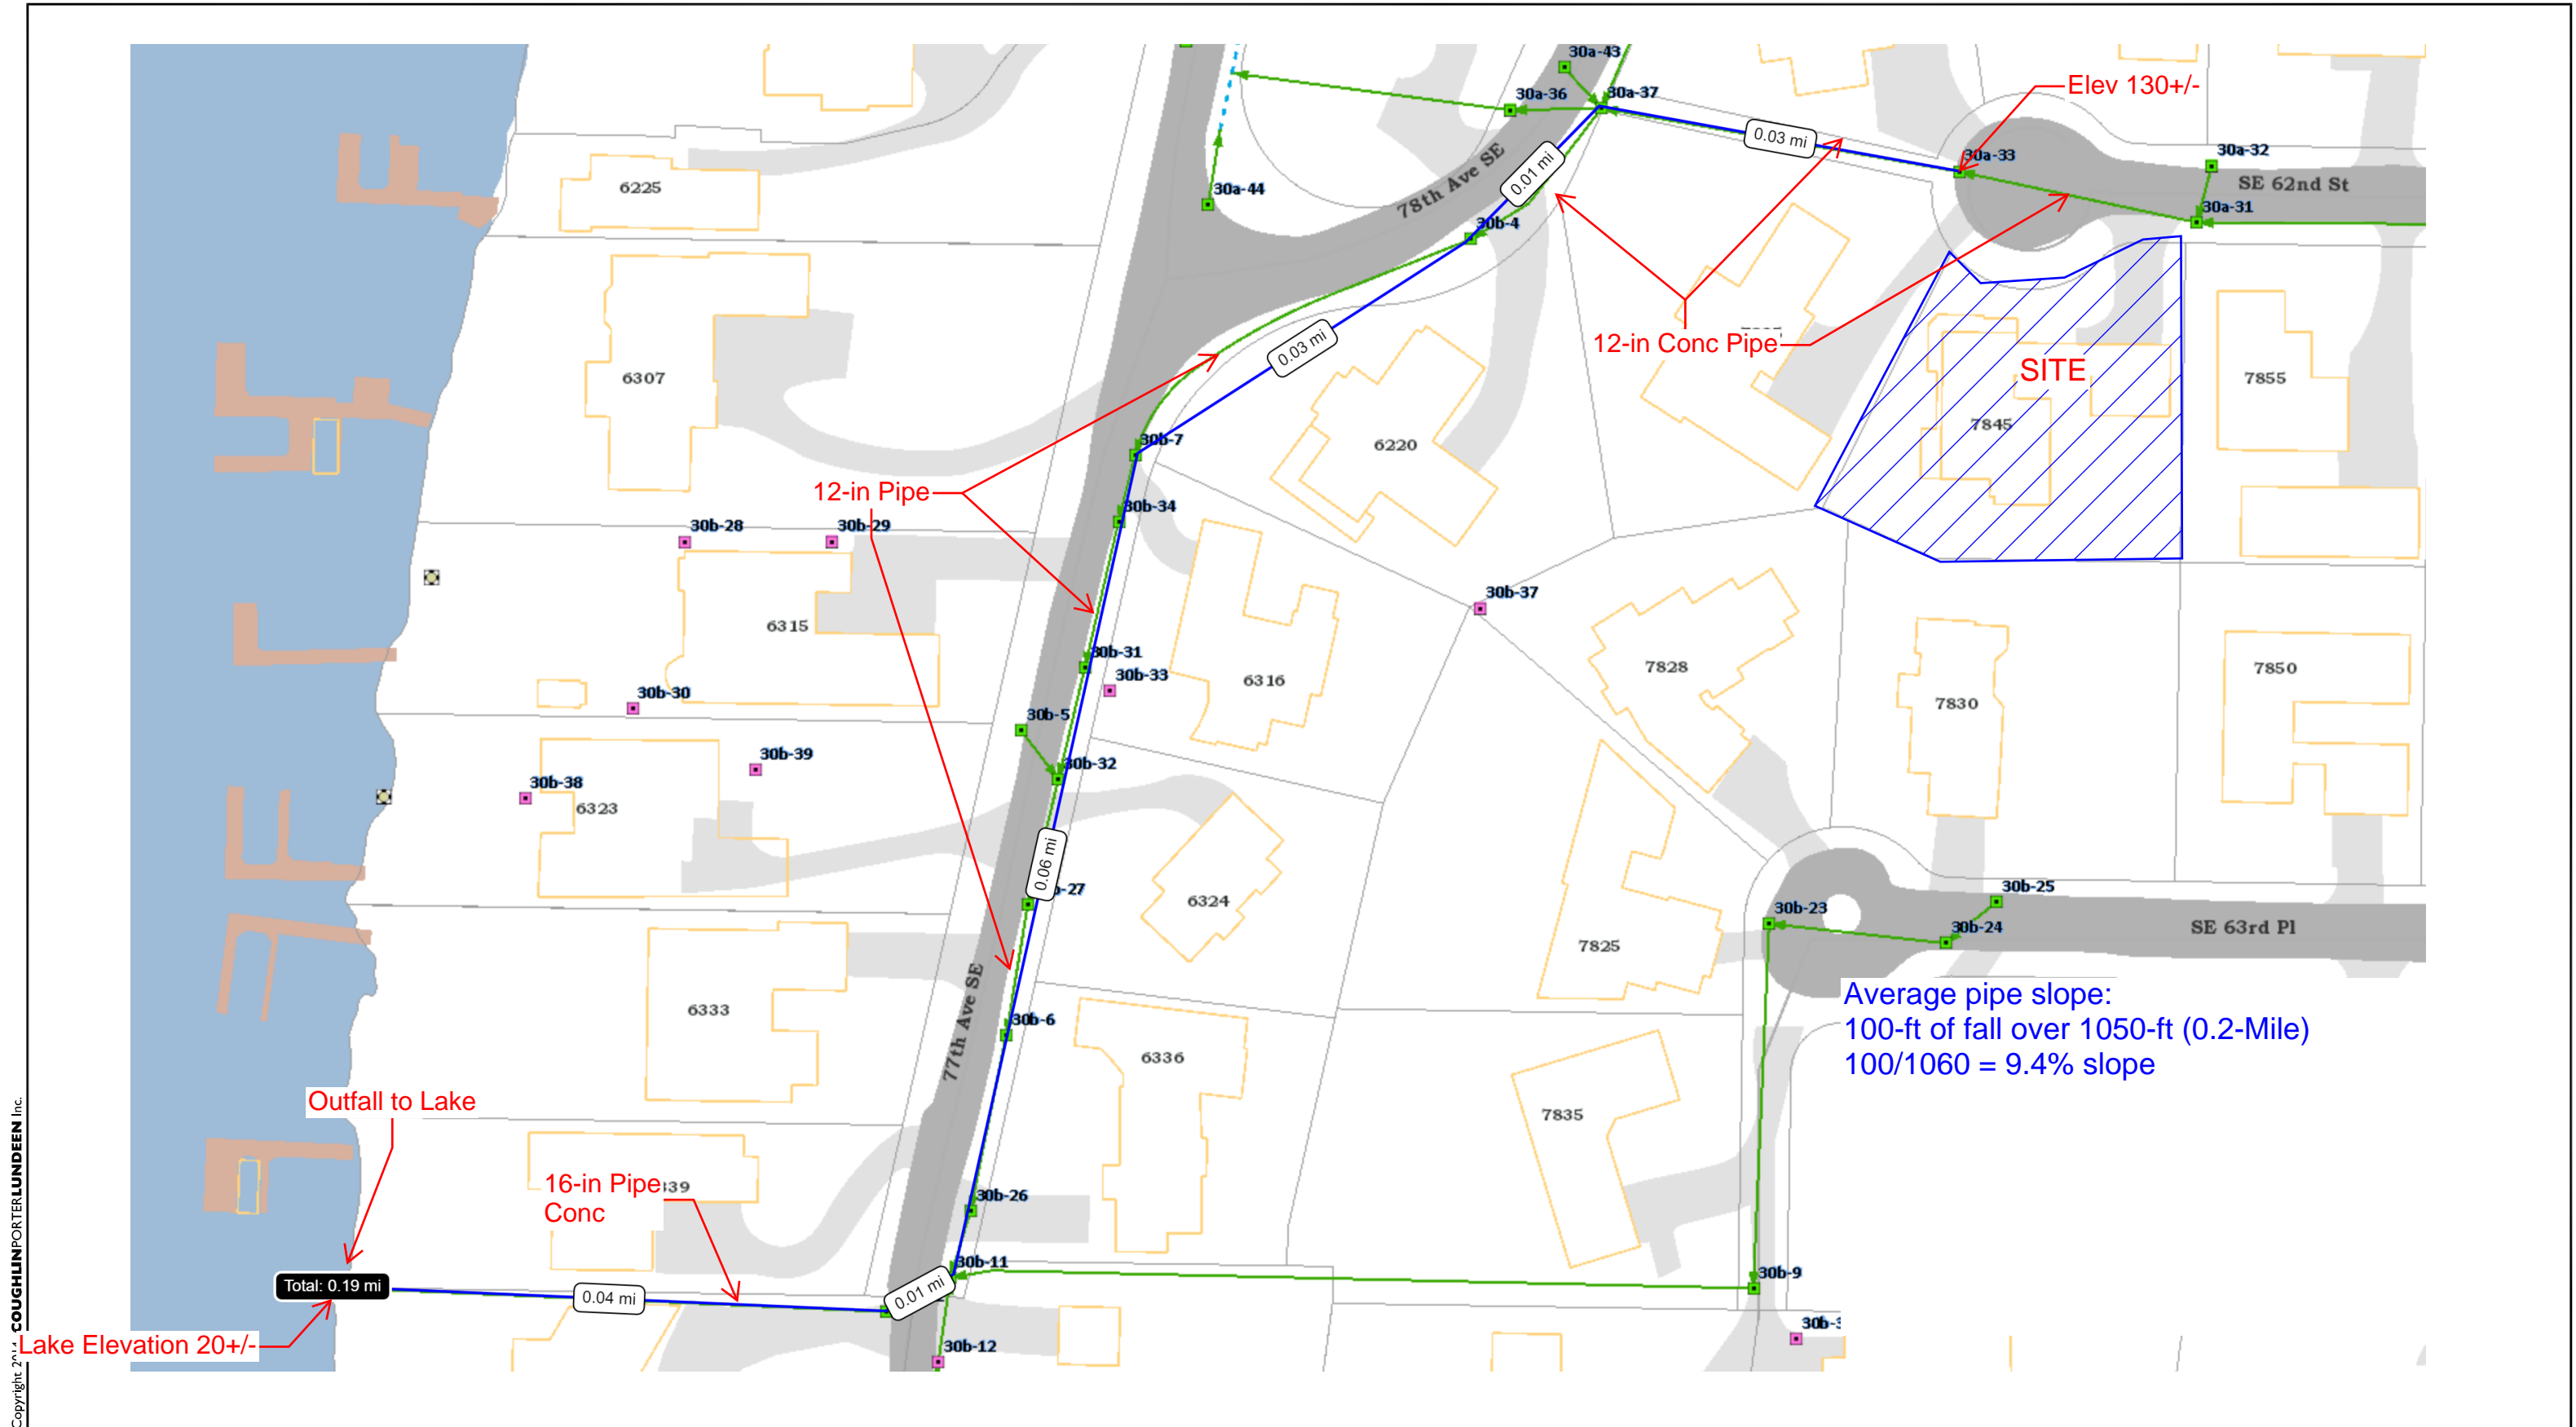 30a-43
30a-36
30a-37
Elev 130+/-
0.03 mi
30a-33
30a-32
SE 62nd St
6225
30a-44
78th Ave SE
0.01 mi
30b-4
30a-31
12-in Conc Pipe
0.03 mi
SITE
7845
7855
6307
6220
30b-7
12-in Pipe
30b-34
30b-28
30b-29
30b-37
6315
30b-31
30b-33
6316
7828
7850
30b-30
30b-5
7830
30b-39
30b-32
30b-38
6323
0.06 mi
-27
6324
30b-25
30b-23
30b-24
SE 63rd Pl
7825
77th Ave SE
6333
30b-6
6336
Average pipe slope:
100-ft of fall over 1050-ft (0.2-Mile)
100/1060 = 9.4% slope
Outfall to Lake
7835
16-in Pipe
Conc
39
30b-26
30b-11
30b-9
Total: 0.19 mi
0.04 mi
0.01 mi
Lake Elevation 20+/-
30b-12
COUGHLINPORTERLUNDEEN Inc.
Copyright